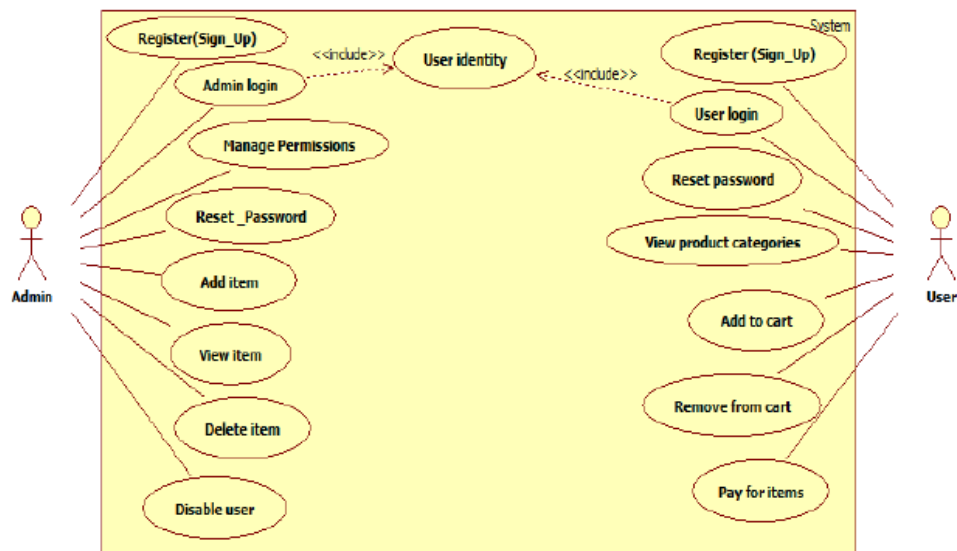 System
Register(Sign_Up)
<<include>>
User identity
<<include>>
Register (Sign_Up)
Admin login
User login
Manage Permissions
Reset password
Reset _Password
View product categories
Admin
User
Add item
Add to cart
View item
Remove from cart
Delete item
Pay for items
Disable user